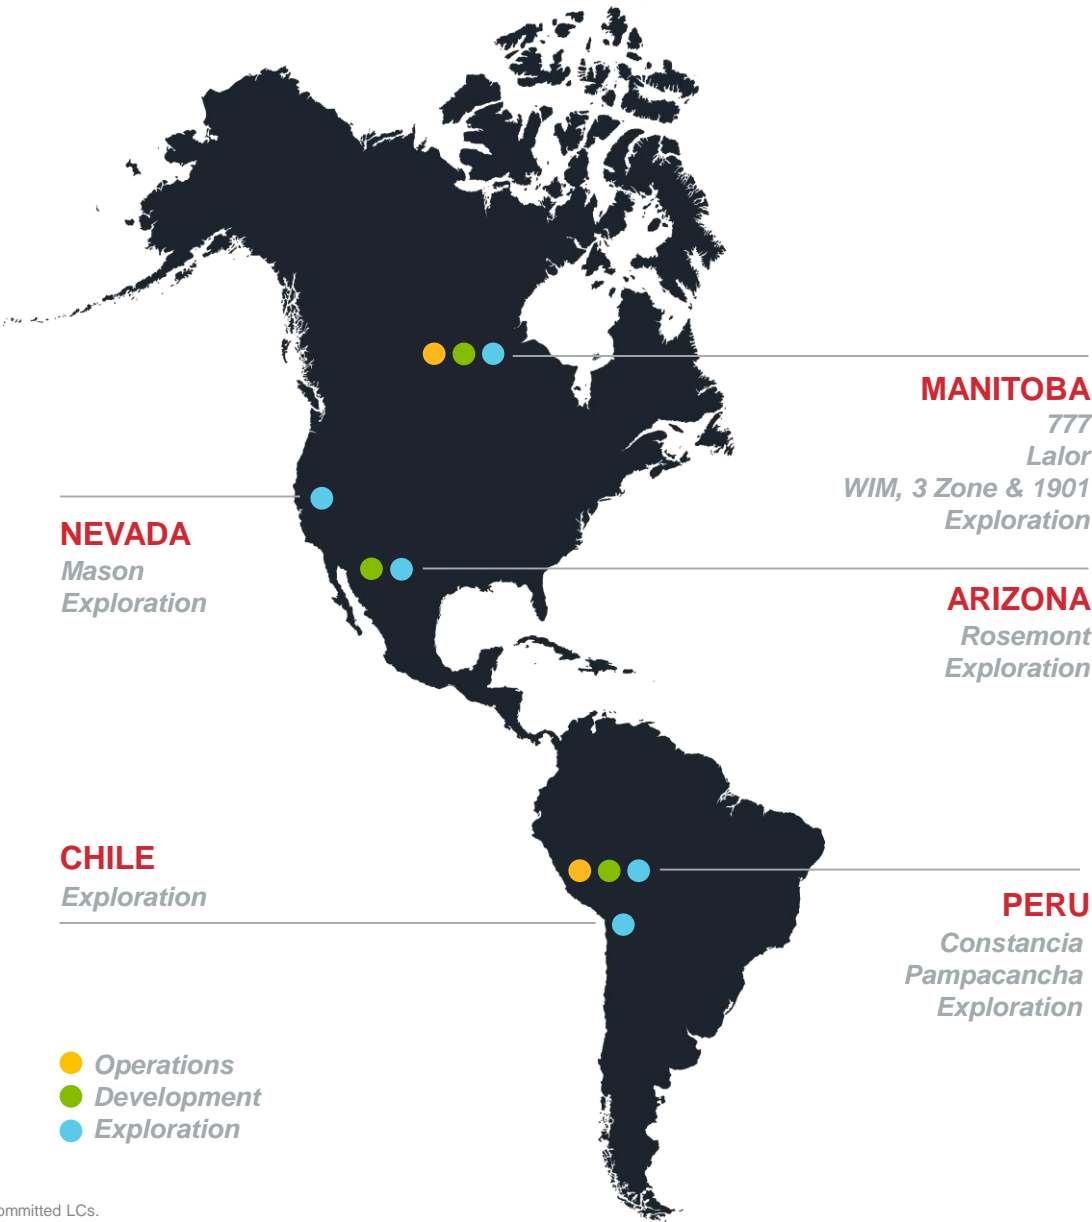 MANITOBA
777
Lalor
WIM, 3 Zone & 1901
Exploration
NEVADA
Mason
Exploration
ARIZONA
Rosemont
Exploration
CHILE
Exploration
PERU
Constancia
Pampacancha
Exploration
Operations
Development
Exploration
LCs.